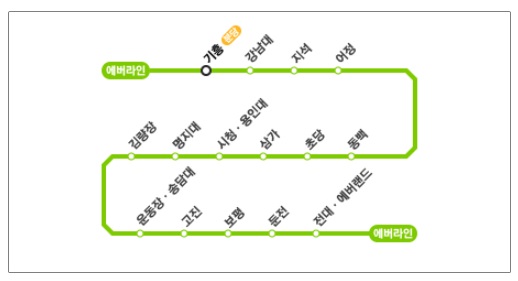 에버라인
기흥 분당
강남대
지석
어정
김량장
명지대
시청 · 용인대
삼가
초당
동백
운동장 · 송담대
고진
보평
둔전
전대 · 에버랜드
에버라인